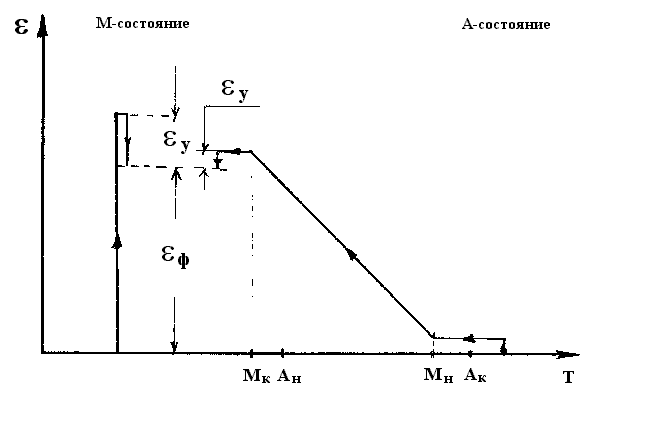 М-состояние
А-состояние
ε
εу
εу
εф
Мк Ан Мн Ак Т